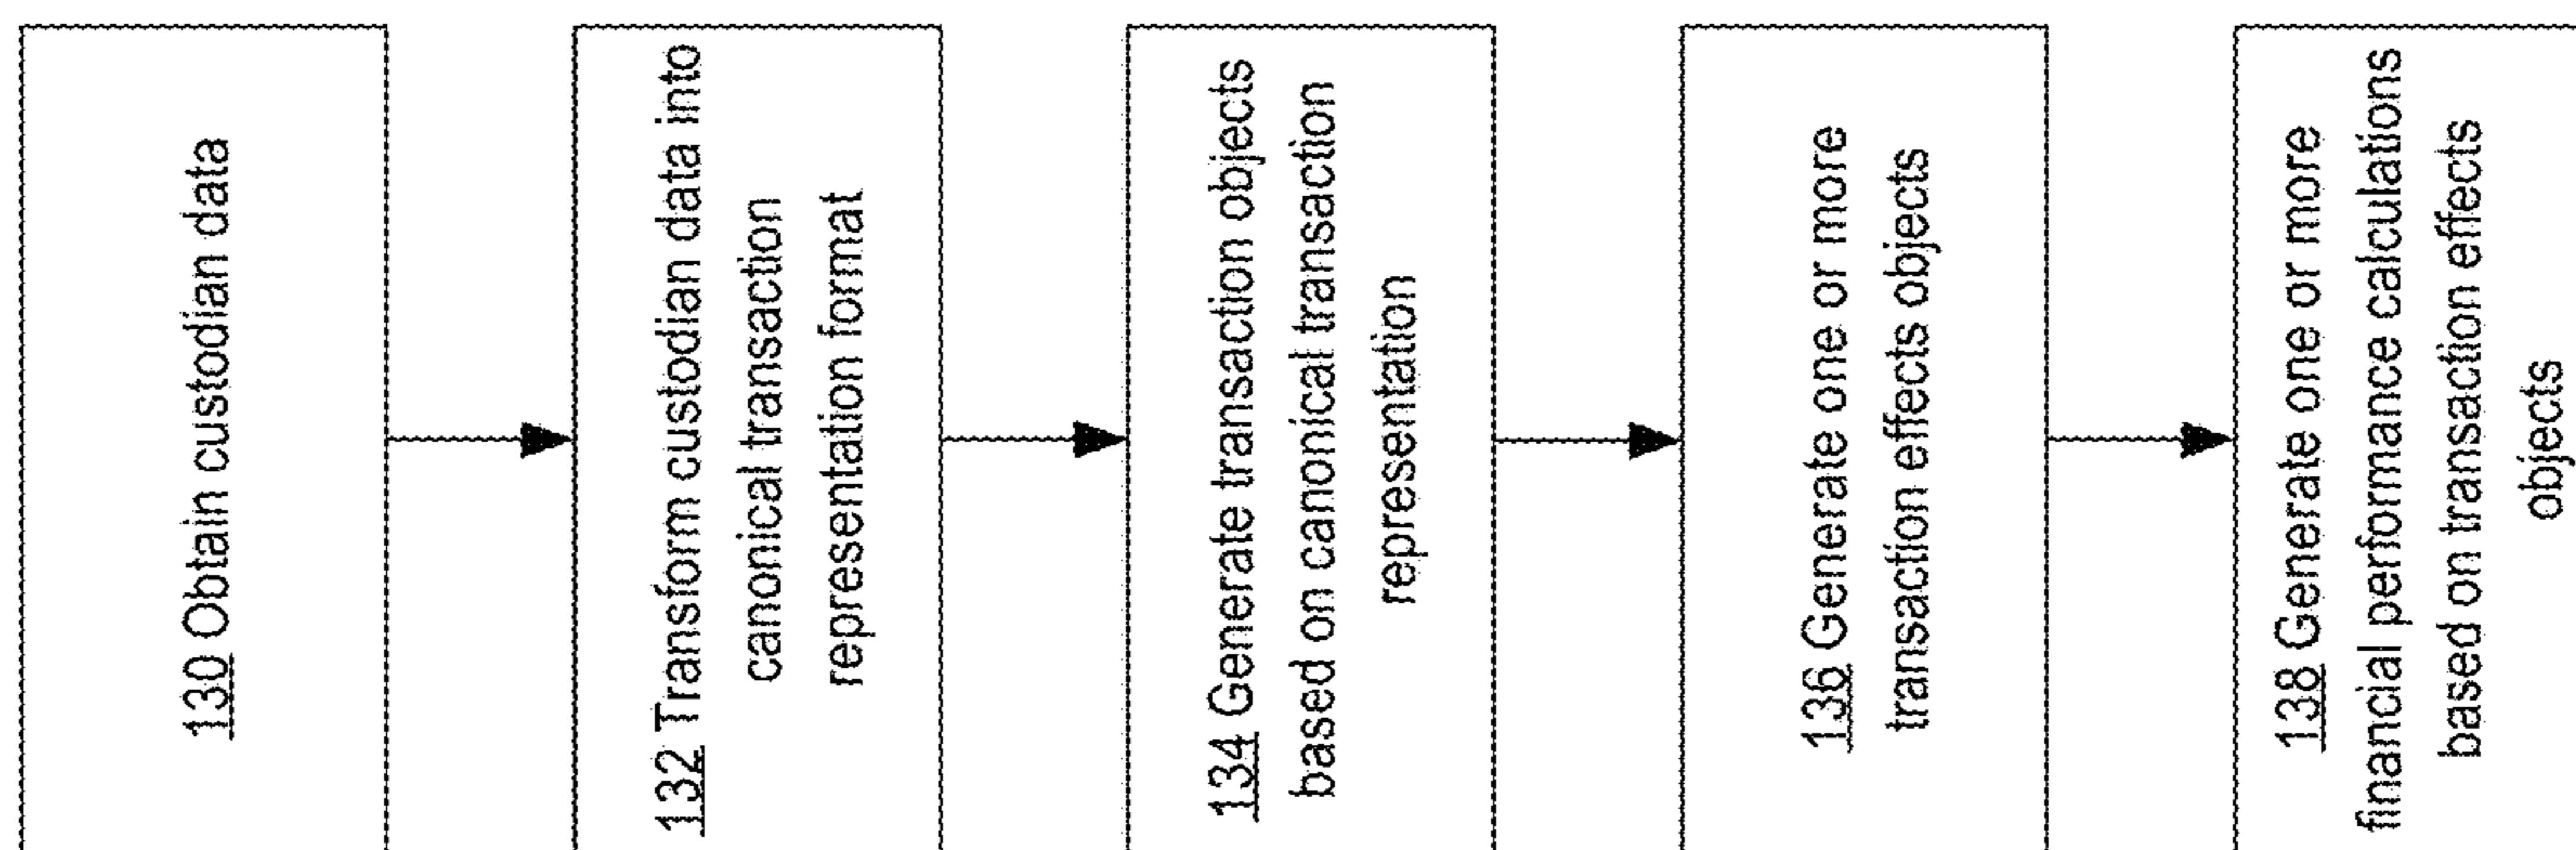 130 Obtain custodian data
132 Transform custodian data into
canonical transaction
representation format
134 Generate transaction objects
based on canonical transaction
representation
136 Generate one or more
transaction effects objects
138 Generate one or more
financial performance calculations
based on transaction effects
objects